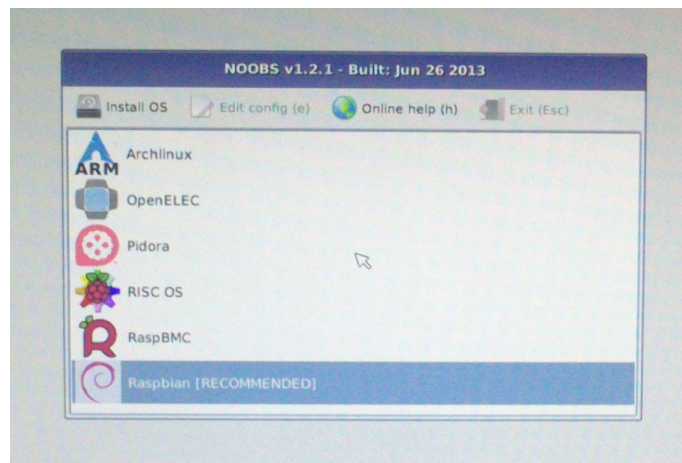 NOOBS v1.2.1 - Built: Jun 26 2013
Install OS Edit config (e) Online help (h) Exit (Esc)
ARM Archlinux
OpenELEC
Pidora
RISC OS
RaspBMC
Raspbian [RECOMMENDED]